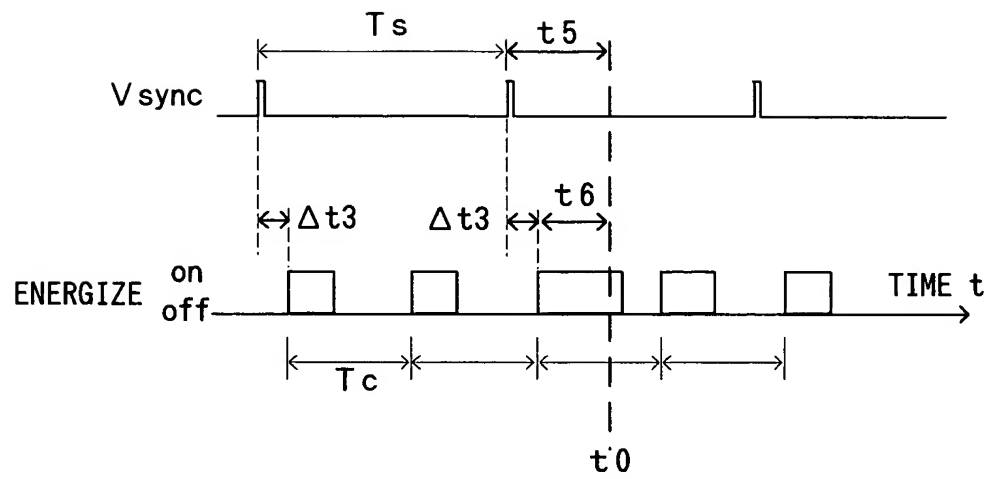 Ts
t5
Vsync
t6
Δt3
Δt3
on
ENERGIZE
off
TIME t
Tc
t0